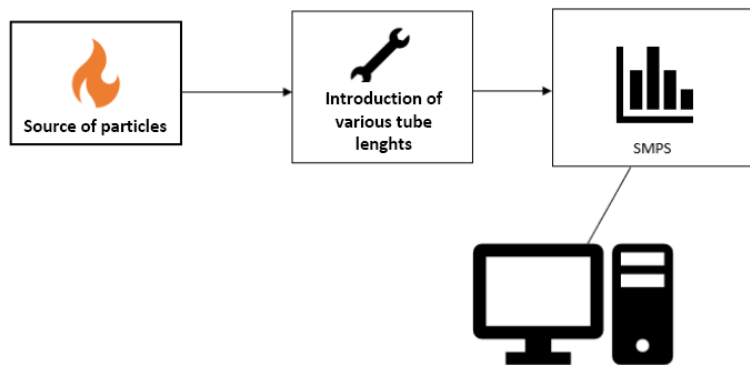 Source of particles
Introduction of
various tube
lenghts
SMPS